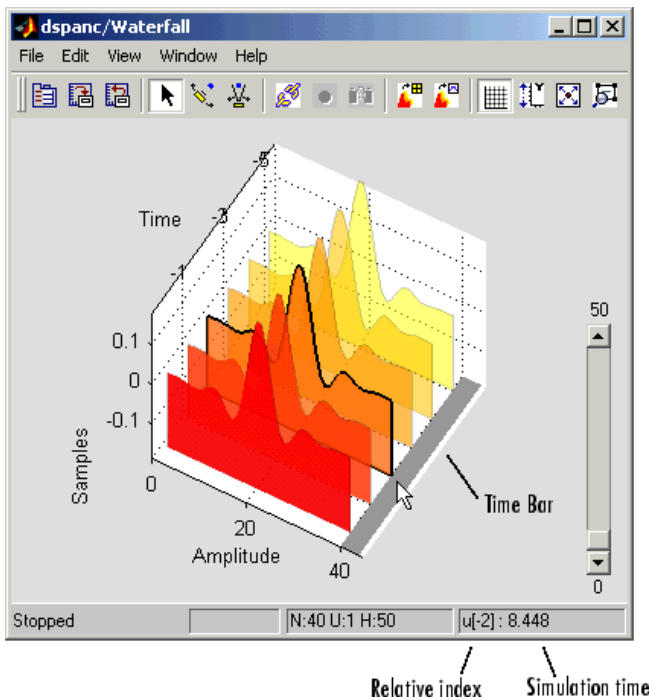 dspanc/Waterfall
File Edit View Window Help
-5
Time
-3
-1
50
0.1
0
-0.1
Samples
0
20
Amplitude
40
Time Bar
0
Stopped
N:40 U:1 H:50
u[-2] : 8.448
Relative index
Simulation time